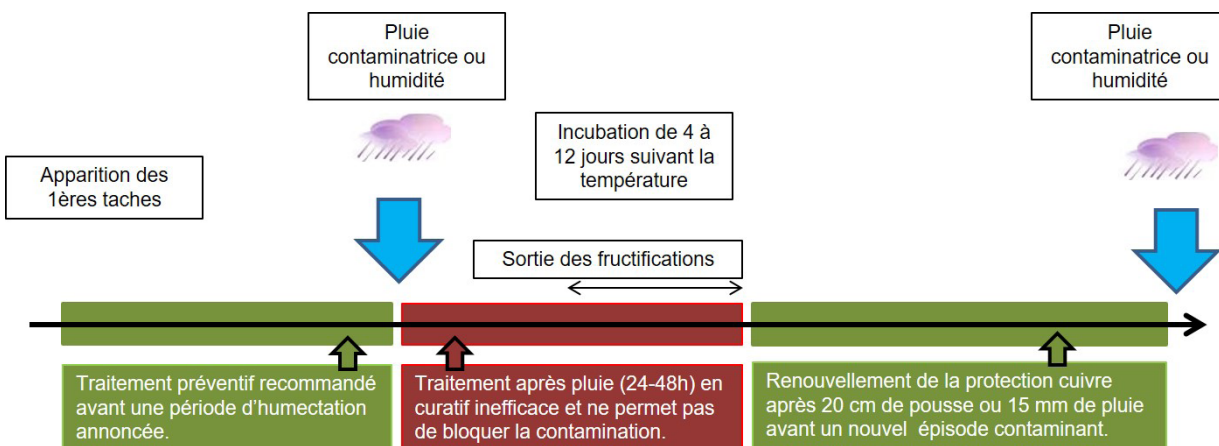 Pluie
contaminatrice ou
humidité
Pluie
contaminatrice ou
humidité
Incubation de 4 à
12 jours suivant la
température
Apparition des
1ères taches
Sortie des fructifications
Traitement préventif recommandé
avant une période d’humectation
annoncée.
Traitement après pluie (24-48h) en
curatif inefficace et ne permet pas
de bloquer la contamination.
Renouvellement de la protection cuivre
après 20 cm de pousse ou 15 mm de pluie
avant un nouvel épisode contaminant.